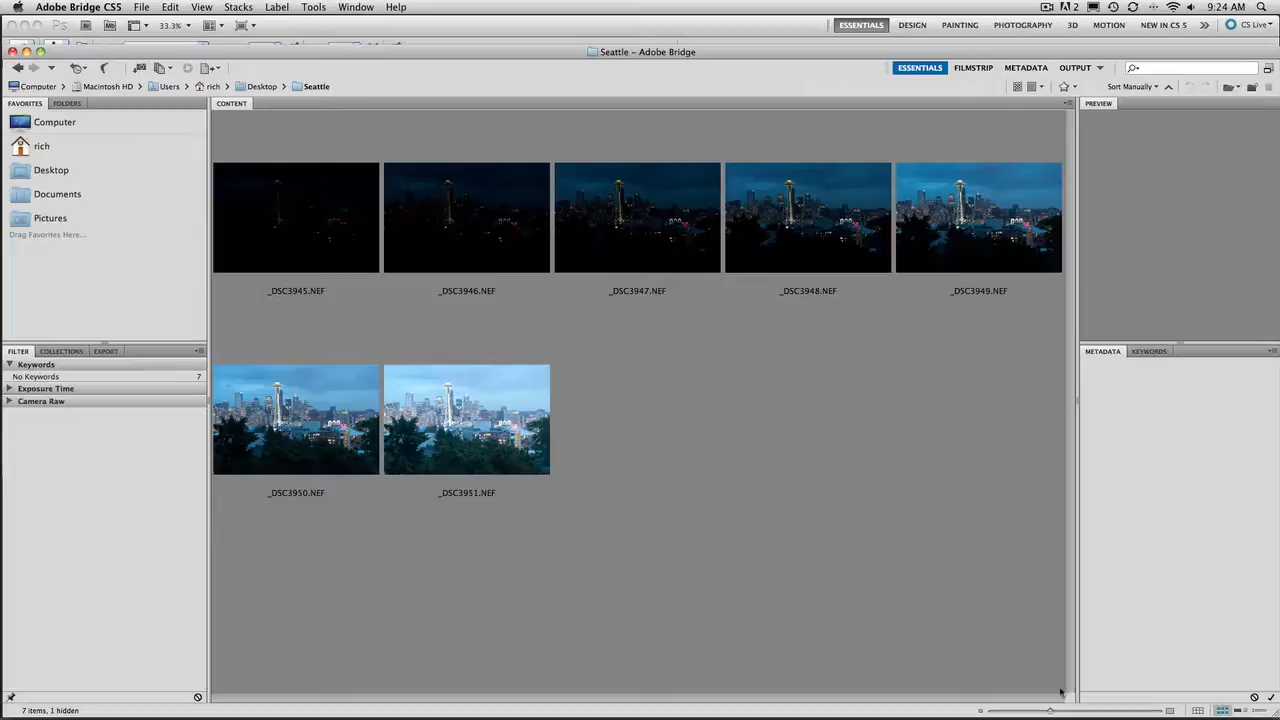 Adobe Bridge CS5 File Edit View Stacks Label Tools Window Help 2 9:24 AM
Ps Br Mb 33.3% ESSENTIALS DESIGN PAINTING PHOTOGRAPHY 3D MOTION NEW IN CS 5 CS Live
Seattle – Adobe Bridge
ESSENTIALS FILMSTRIP METADATA OUTPUT
Computer Macintosh HD Users rich Desktop Seattle Sort Manually
FAVORITES FOLDERS CONTENT PREVIEW
Computer
rich
Desktop
Documents
Pictures
Drag Favorites Here...
_DSC3945.NEF _DSC3946.NEF _DSC3947.NEF _DSC3948.NEF _DSC3949.NEF
FILTER COLLECTIONS EXPORT METADATA KEYWORDS
Keywords
No Keywords 7
Exposure Time
Camera Raw
_DSC3950.NEF _DSC3951.NEF
7 items, 1 hidden